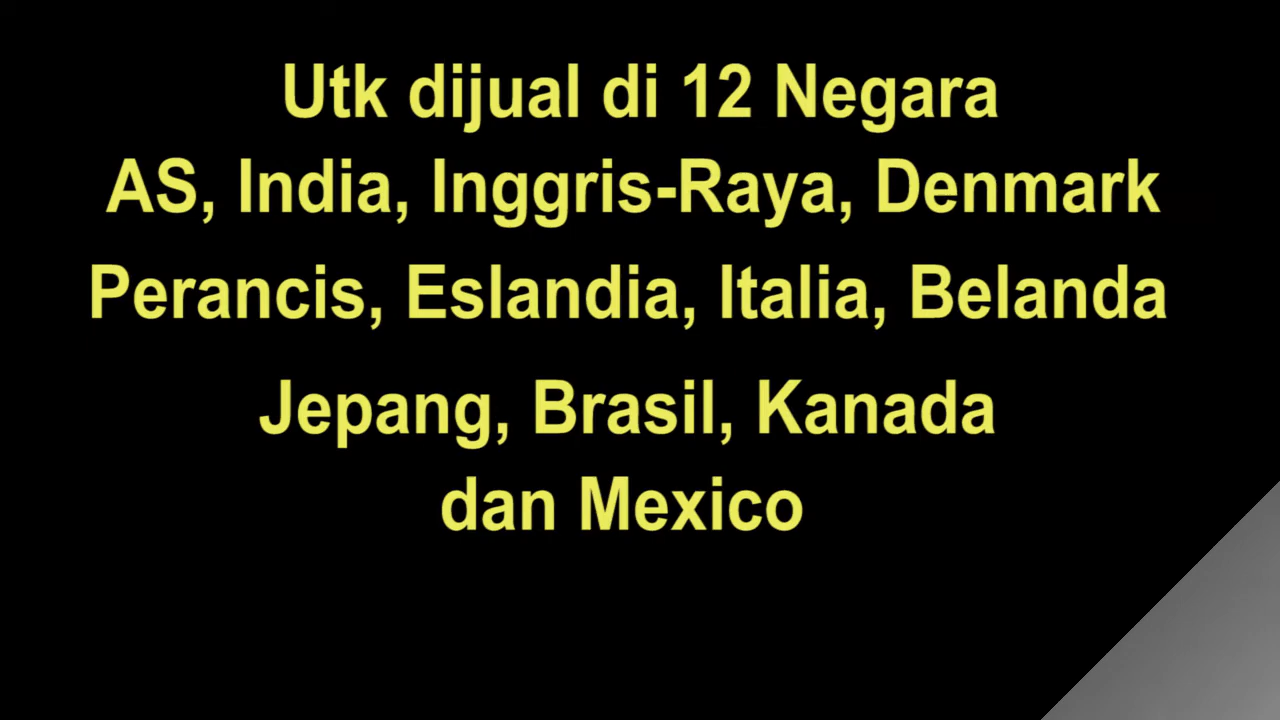 Utk dijual di 12 Negara
AS, India, Inggris-Raya, Denmark
Perancis, Eslandia, Italia, Belanda
Jepang, Brasil, Kanada
dan Mexico